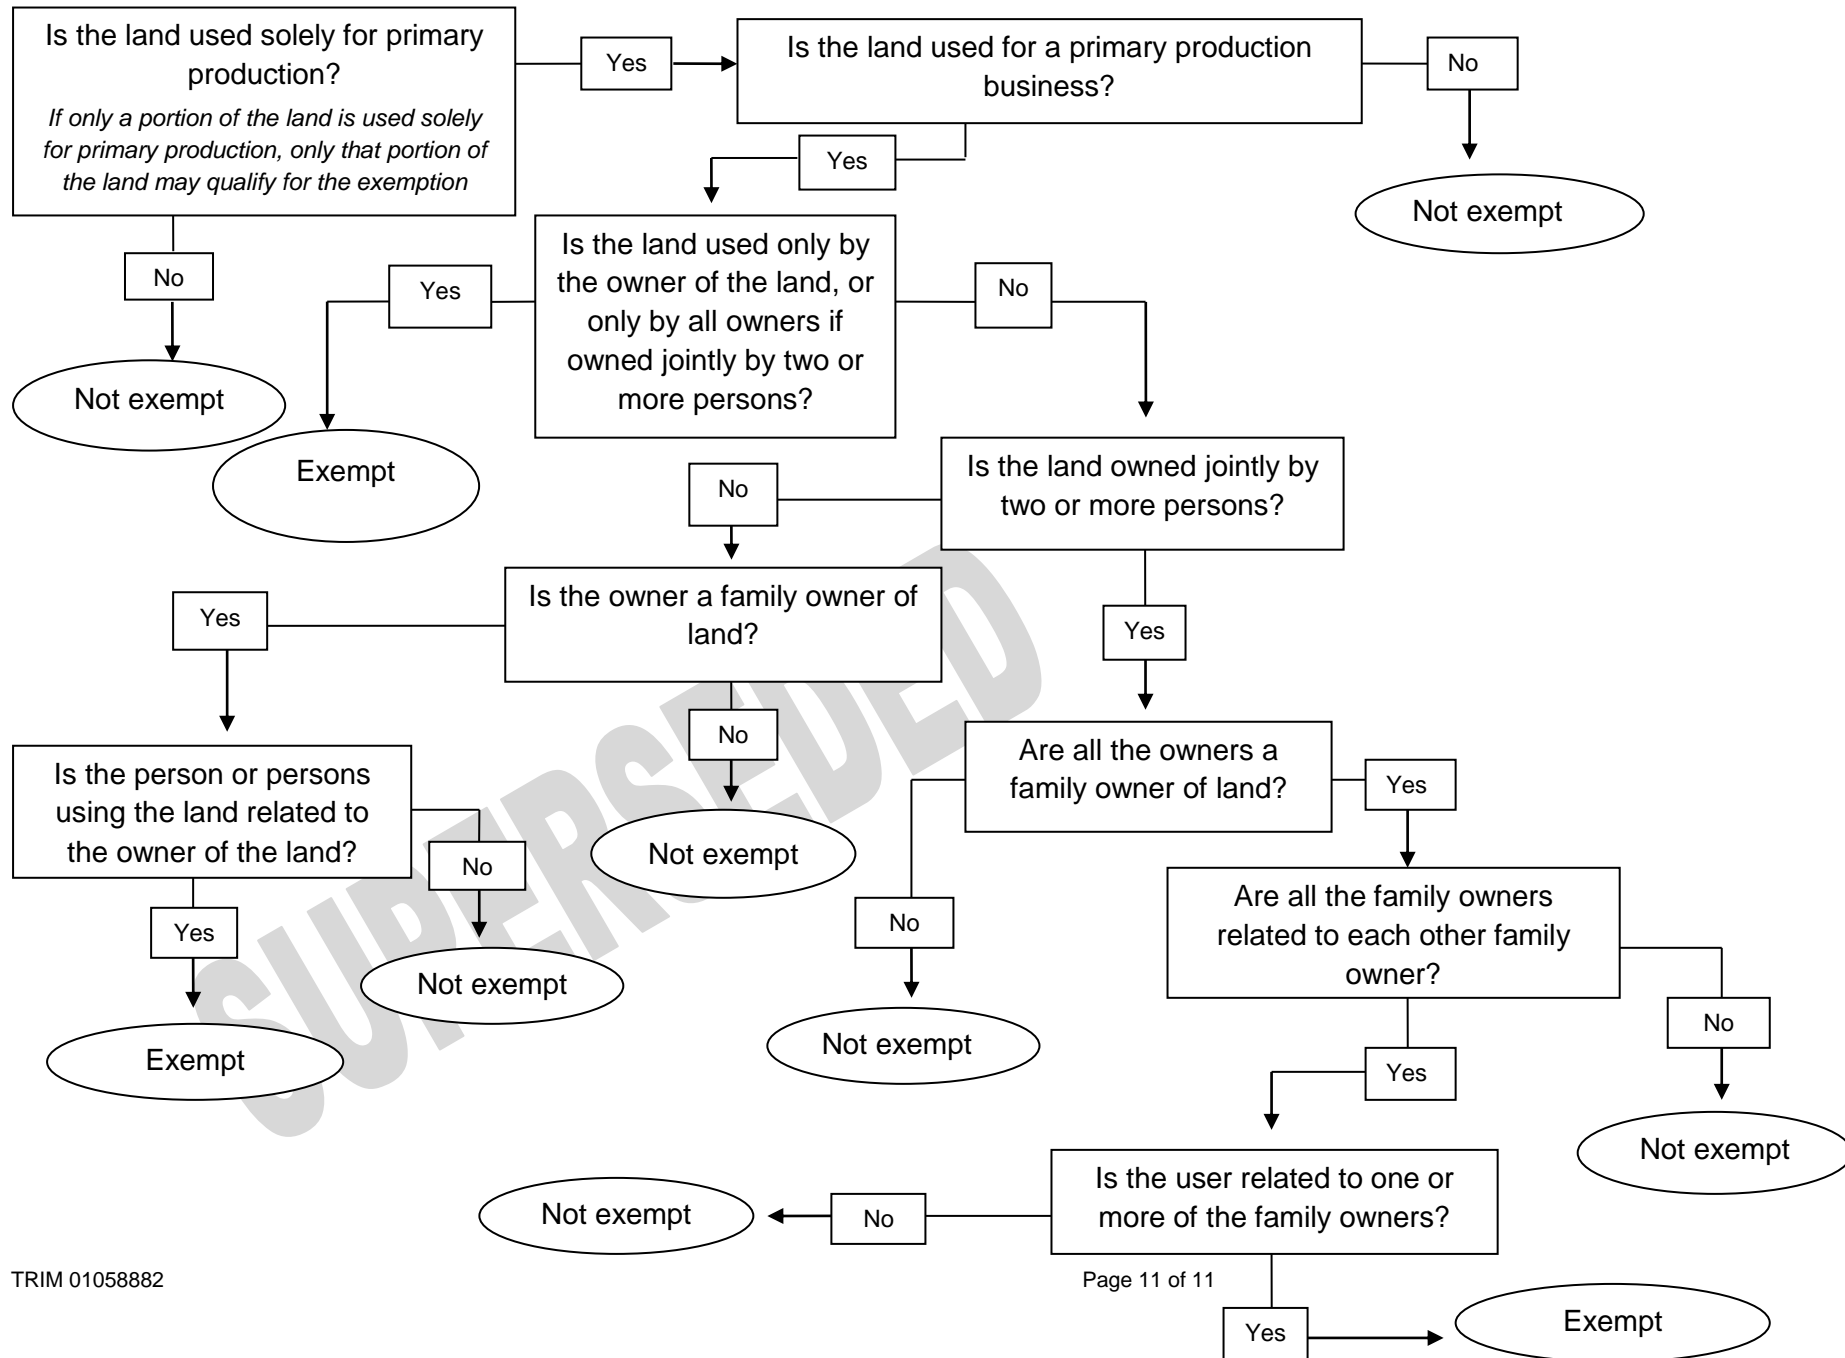 Is the land used solely for primary
production?
If only a portion of the land is used solely
for primary production, only that portion of
the land may qualify for the exemption
Yes
Is the land used for a primary production
business?
No
Not exempt
Yes
No
Not exempt
Is the land used only by
the owner of the land, or
only by all owners if
owned jointly by two or
more persons?
Yes
Exempt
No
Is the land owned jointly by
two or more persons?
No
Yes
Is the owner a family owner of
land?
Yes
No
Not exempt
Is the person or persons
using the land related to
the owner of the land?
No
Not exempt
Yes
Exempt
Are all the owners a
family owner of land?
Yes
No
Not exempt
Are all the family owners
related to each other family
owner?
No
Not exempt
Yes
Is the user related to one or
more of the family owners?
No
Not exempt
Yes
Exempt
SUPERSEDED
TRIM 01058882
Page 11 of 11